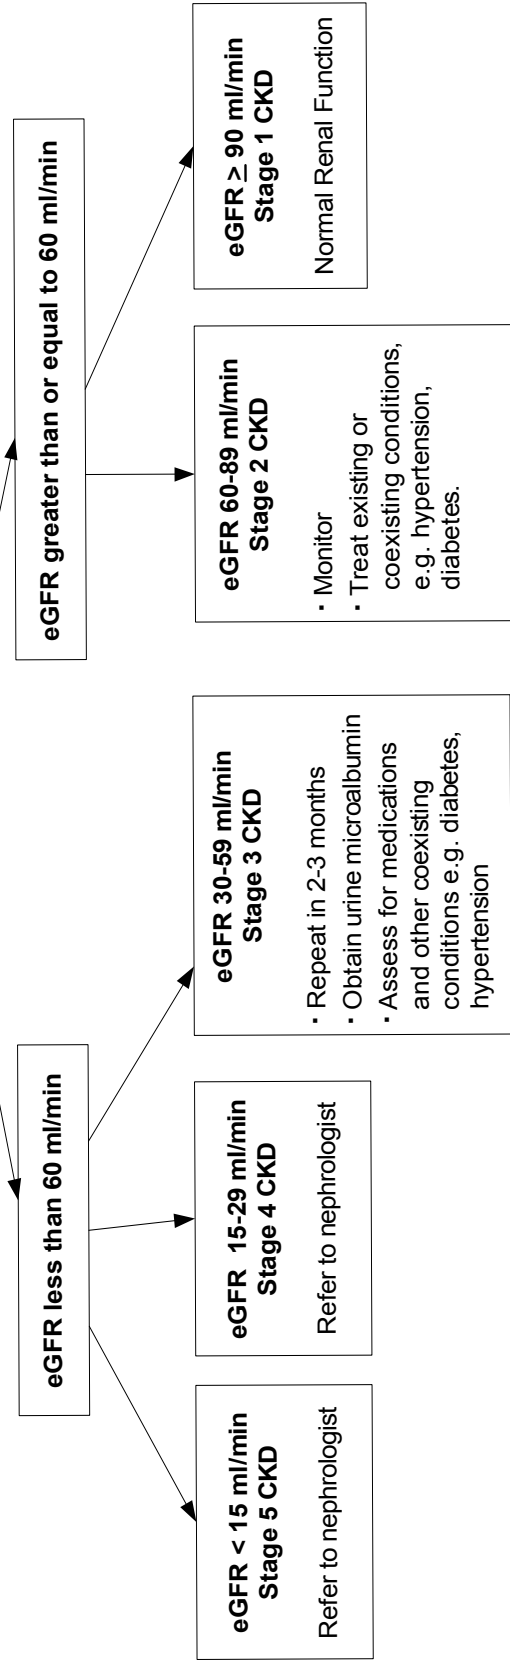 eGFR less than 60 ml/min
eGFR greater than or equal to 60 ml/min
eGFR < 15 ml/min
Stage 5 CKD
Refer to nephrologist
eGFR  15-29 ml/min
Stage 4 CKD
Refer to nephrologist
eGFR 30-59 ml/min
Stage 3 CKD
· Repeat in 2-3 months
· Obtain urine microalbumin
· Assess for medications
and other coexisting
conditions e.g. diabetes,
hypertension
eGFR 60-89 ml/min
Stage 2 CKD
· Monitor
· Treat existing or
coexisting conditions,
e.g. hypertension,
diabetes.
eGFR ≥ 90 ml/min
Stage 1 CKD
Normal Renal Function